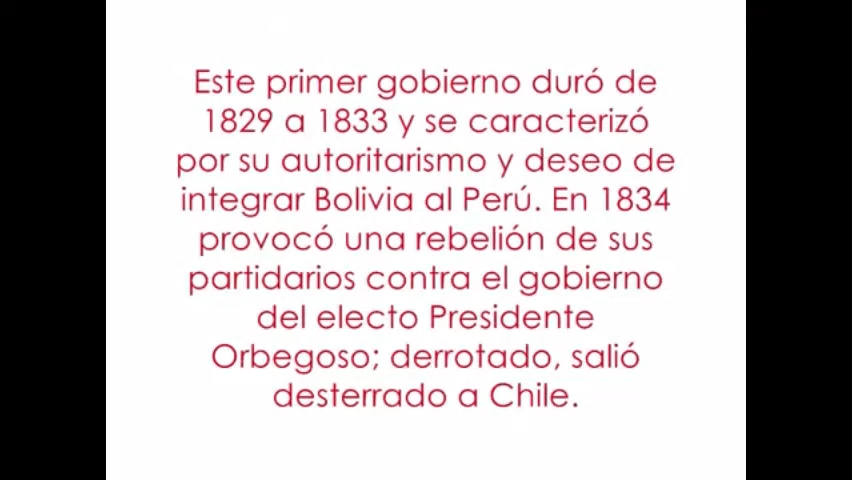 Este primer gobierno duró de
1829 a 1833 y se caracterizó
por su autoritarismo y deseo de
integrar Bolivia al Perú. En 1834
provocó una rebelión de sus
partidarios contra el gobierno
del electo Presidente
Orbegoso; derrotado, salió
desterrado a Chile.